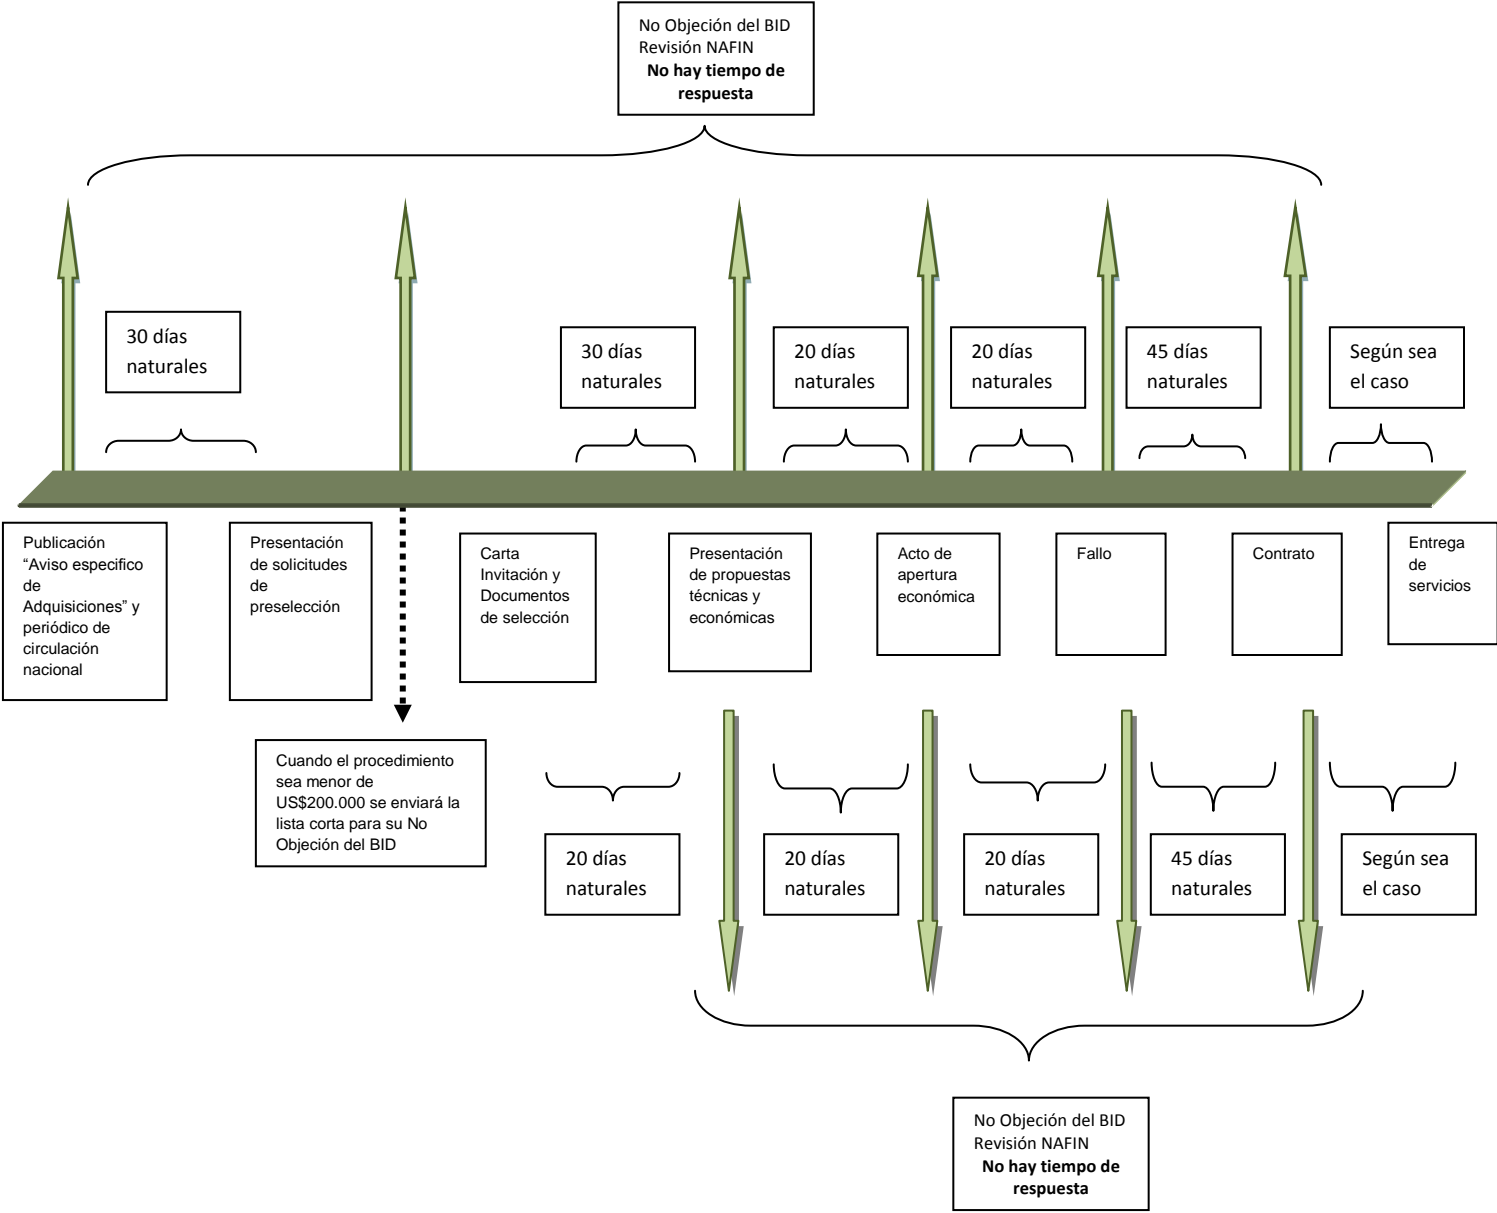 No Objeción del BID
Revisión NAFIN
No hay tiempo de
respuesta
30 días
naturales
30 días
naturales
20 días
naturales
20 días
naturales
45 días
naturales
Según sea
el caso
Publicación
“Aviso especifico
de
Adquisiciones” y
periódico de
circulación
nacional
Presentación
de solicitudes
de
preselección
Carta
Invitación y
Documentos
de selección
Presentación
de propuestas
técnicas y
económicas
Acto de
apertura
económica
Fallo
Contrato
Entrega
de
servicios
Cuando el procedimiento
sea menor de
US$200.000 se enviará la
lista corta para su No
Objeción del BID
20 días
naturales
20 días
naturales
20 días
naturales
45 días
naturales
Según sea
el caso
No Objeción del BID
Revisión NAFIN
No hay tiempo de
respuesta